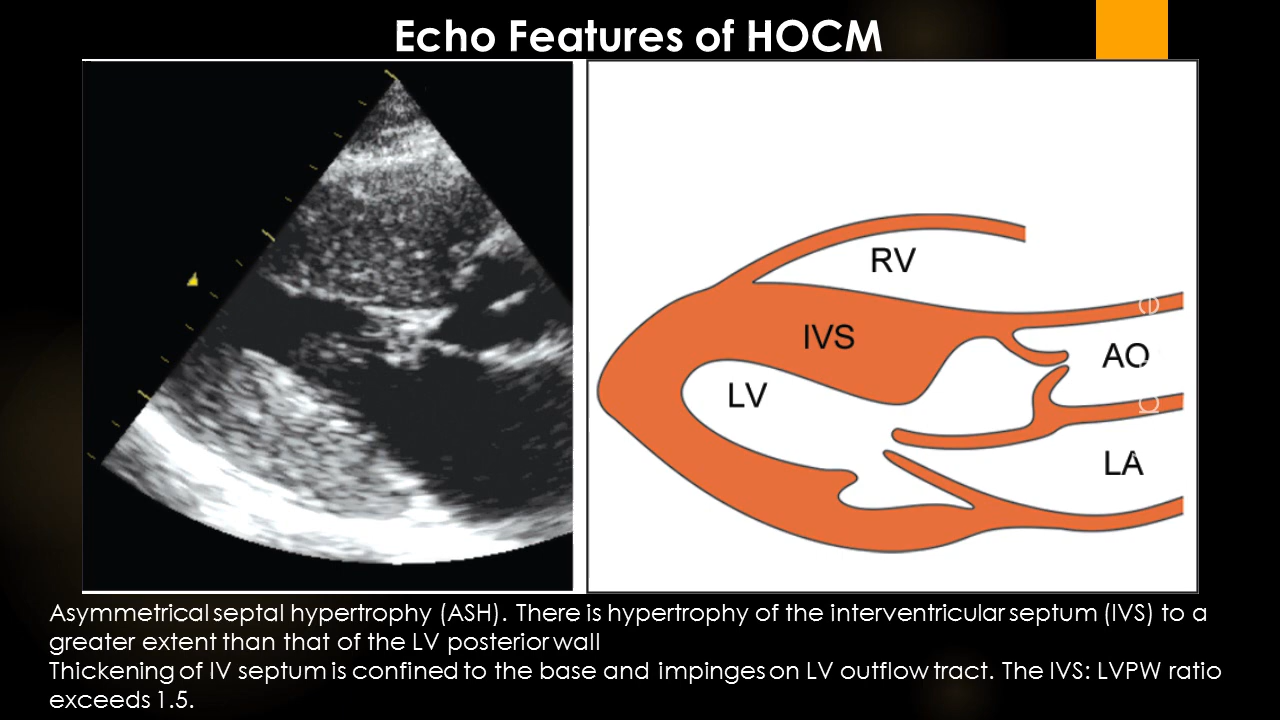 Echo Features of HOCM
RV
IVS
LV
AO
LA
Asymmetrical septal hypertrophy (ASH). There is hypertrophy of the interventricular septum (IVS) to a
greater extent than that of the LV posterior wall
Thickening of IV septum is confined to the base and impinges on LV outflow tract. The IVS: LVPW ratio
exceeds 1.5.